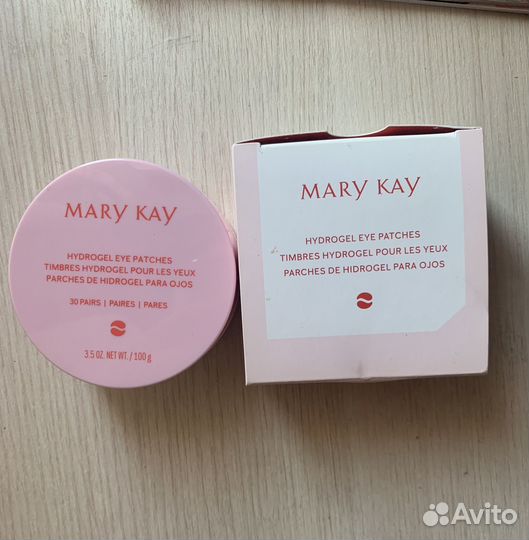 MARY KAY
HYDROGEL EYE PATCHES
TIMBRES HYDROGEL POUR LES YEUX
PARCHES DE HIDROGEL PARA OJOS
30 PAIRS | PAIRES | PARES
3.5 OZ. NET WT. / 100 g
MARY KAY
HYDROGEL EYE PATCHES
TIMBRES HYDROGEL POUR LES YEUX
PARCHES DE HIDROGEL PARA OJOS
Avito